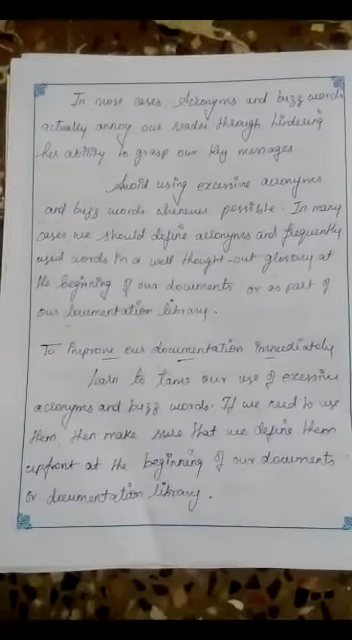 In most cases Acronyms and buzz words
actually annoy our reader through hindering
his ability to grasp our key messages
Avoid using excessive acronyms
and buzz words whenever possible. In many
cases, we should define acronyms and frequently
used words in a well thought-out glossary at
the beginning of our documents or as part of
our documentation library.
To Improve our documentation immediately
Learn to tame our use of excessive
acronyms and buzz words. If we need to use
them, then make sure that we define them
upfront at the beginning of our documents
or documentation library.